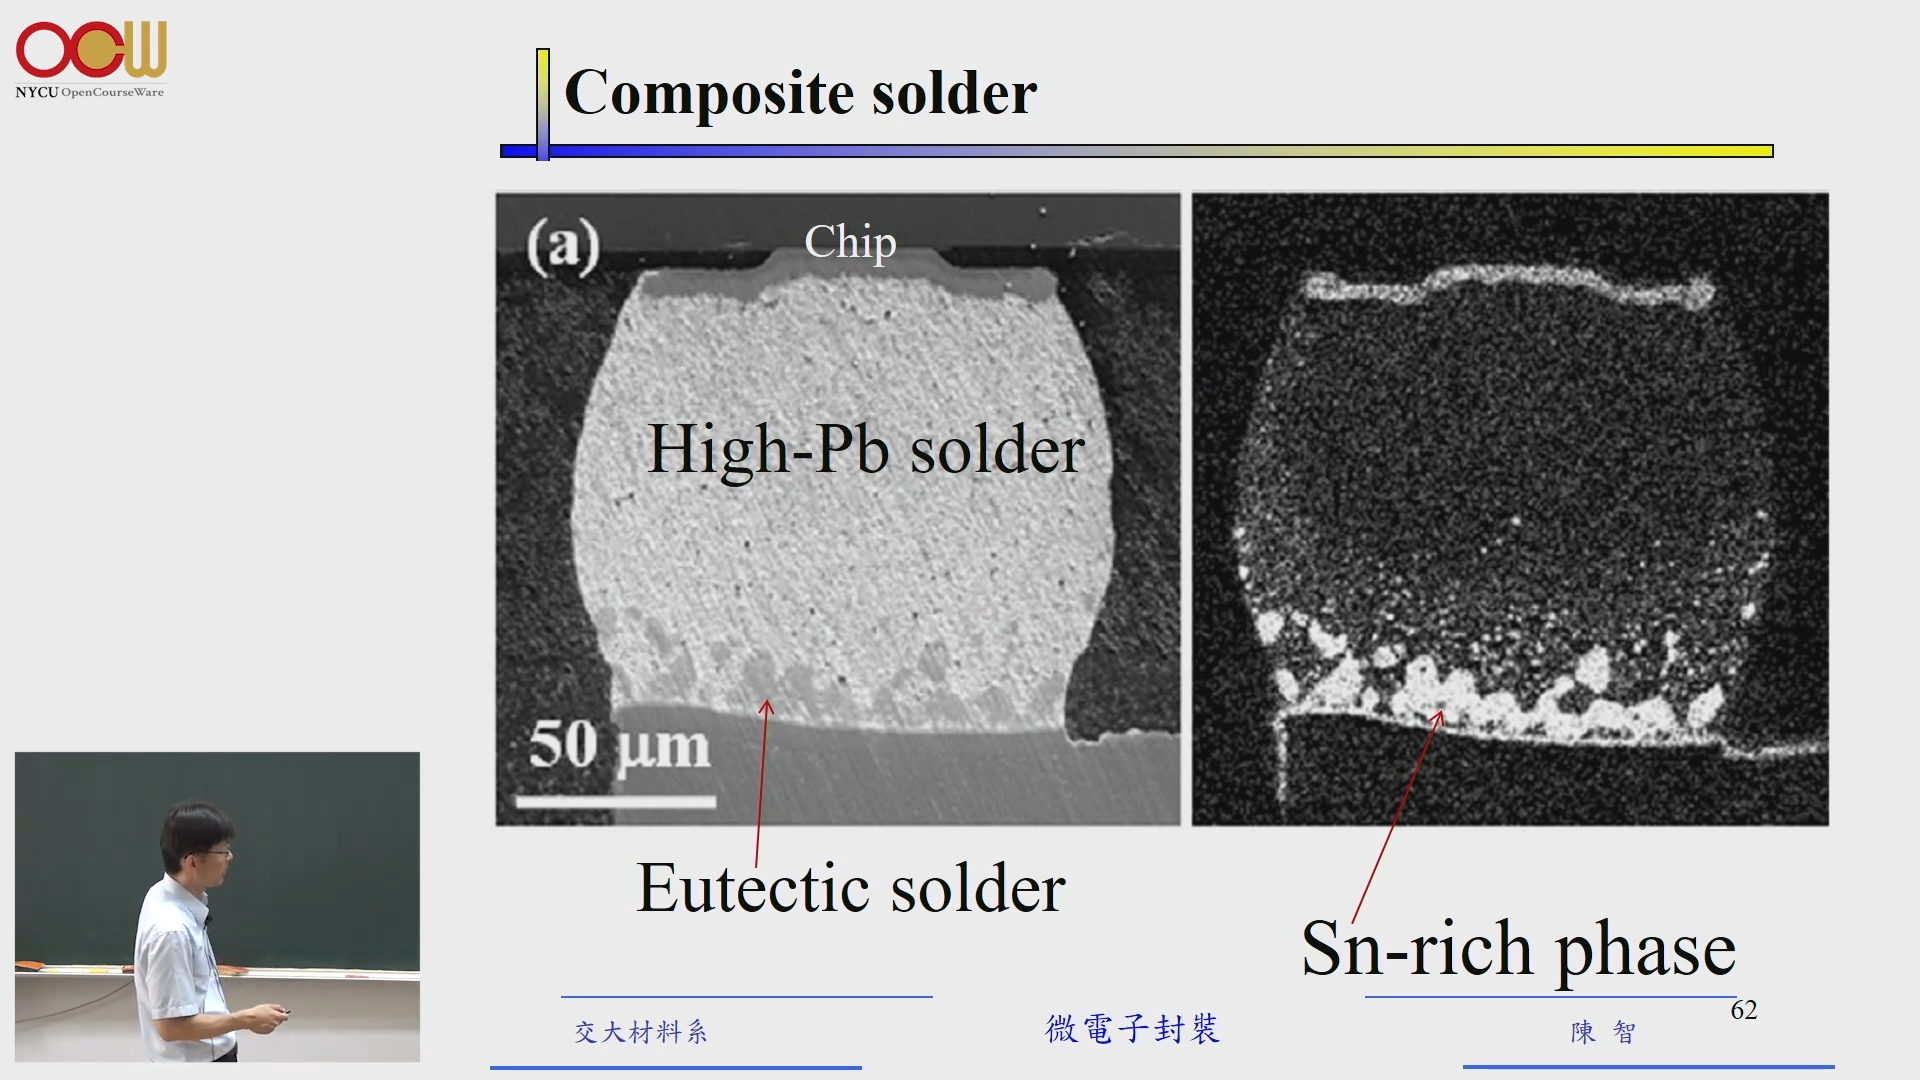 OCW
NYCU OpenCourseWare
Composite solder
(a)
Chip
High-Pb solder
50 μm
Eutectic solder
Sn-rich phase
62
交大材料系
微電子封裝
陳 智